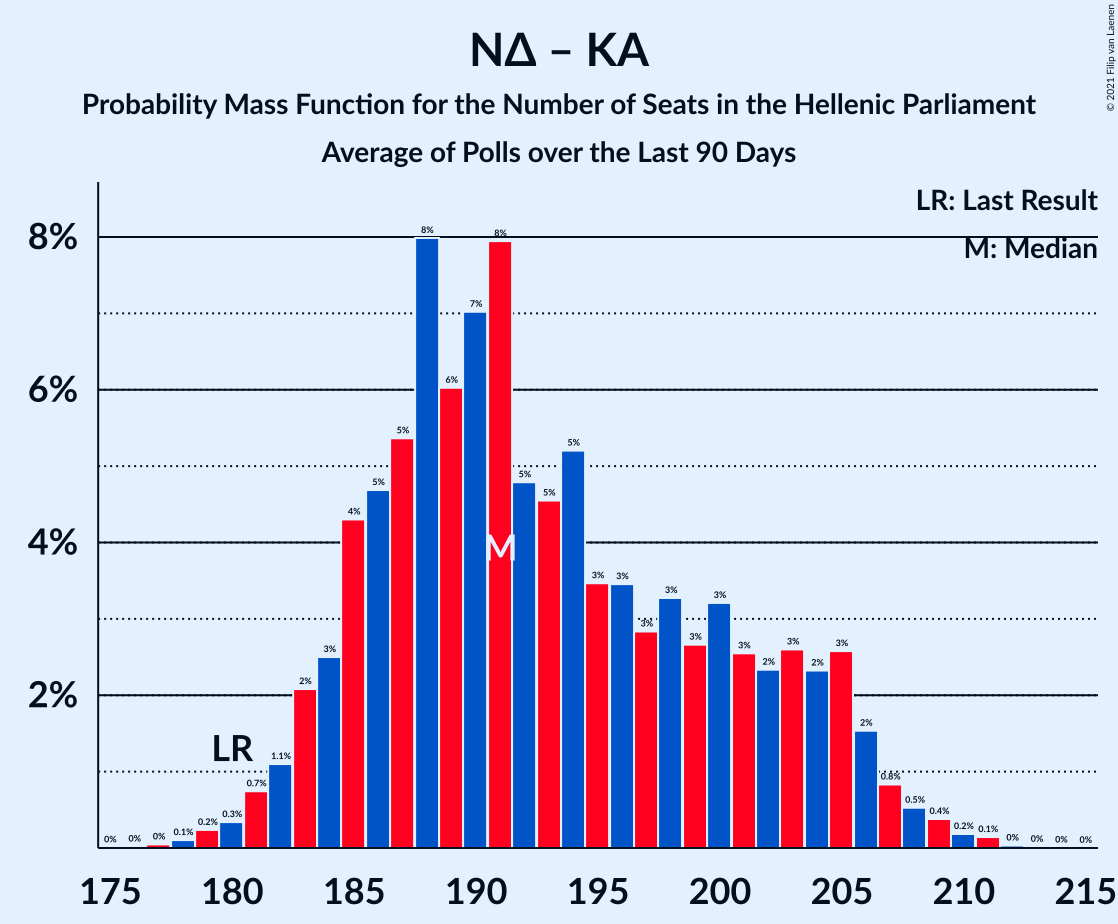 © 2021 Filip van Laenen
ΝΔ – ΚΑ
Probability Mass Function for the Number of Seats in the Hellenic Parliament
Average of Polls over the Last 90 Days
LR: Last Result
M: Median
8%
6%
4%
2%
0% 0% 0% 0.1% 0.2% 0.3% 0.7% 1.1% 2% 3% 4% 5% 5% 8% 6% 7% 8% 5% 5% 5% 3% 3% 3% 3% 3% 3% 3% 2% 3% 2% 3% 2% 0.8% 0.5% 0.4% 0.2% 0.1% 0% 0% 0% 0%
M
LR
175 180 185 190 195 200 205 210 215